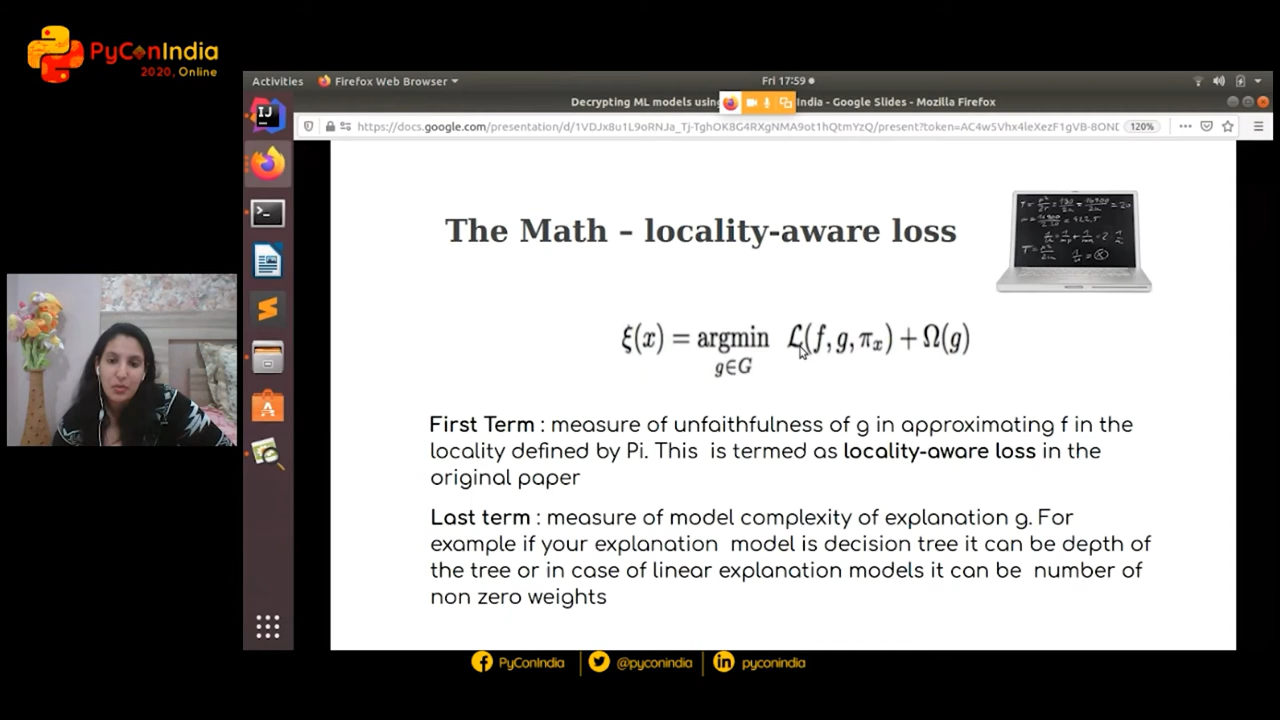 PyConIndia
2020, Online
Activities
Firefox Web Browser
Fri 17:59
Decrypting ML models using
India - Google Slides - Mozilla Firefox
120%
The Math – locality-aware loss
ξ(x) = argmin L(f, g, πₓ) + Ω(g)
g∈G
First Term : measure of unfaithfulness of g in approximating f in the
locality defined by Pi. This is termed as locality-aware loss in the
original paper
Last term : measure of model complexity of explanation g. For
example if your explanation model is decision tree it can be depth of
the tree or in case of linear explanation models it can be number of
non zero weights
PyConIndia
@pyconindia
pyconindia